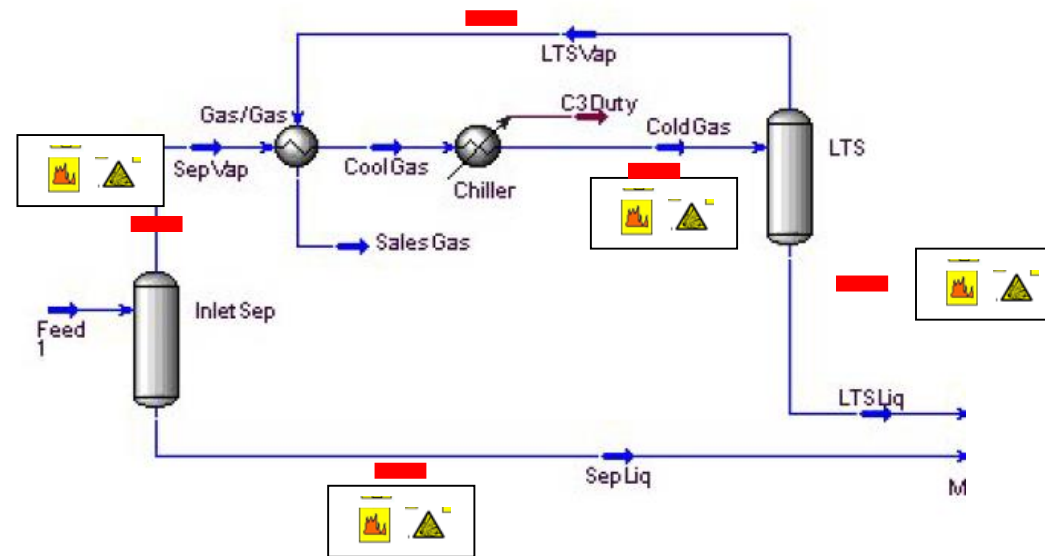 LTSVap
Gas/Gas
C3Duty
ColdGas
LTS
SepVap
CoolGas
Chiller
SalesGas
InletSep
Feed
1
LTSLiq
SepLiq
M